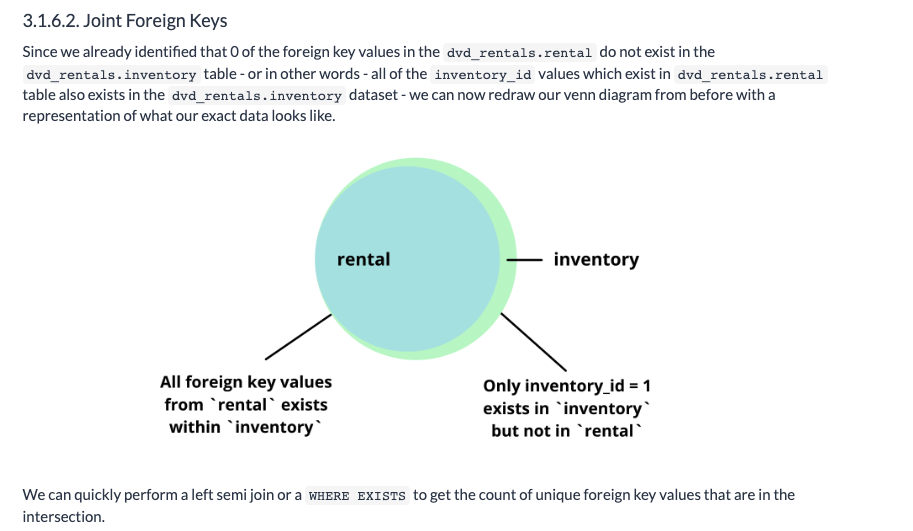 3.1.6.2. Joint Foreign Keys
Since we already identified that 0 of the foreign key values in the dvd_rentals.rental do not exist in the
dvd_rentals.inventory table - or in other words - all of the inventory_id values which exist in dvd_rentals.rental
table also exists in the dvd_rentals.inventory dataset - we can now redraw our venn diagram from before with a
representation of what our exact data looks like.
rental
inventory
All foreign key values
from `rental` exists
within `inventory`
Only inventory_id = 1
exists in `inventory`
but not in `rental`
We can quickly perform a left semi join or a WHERE EXISTS to get the count of unique foreign key values that are in the
intersection.